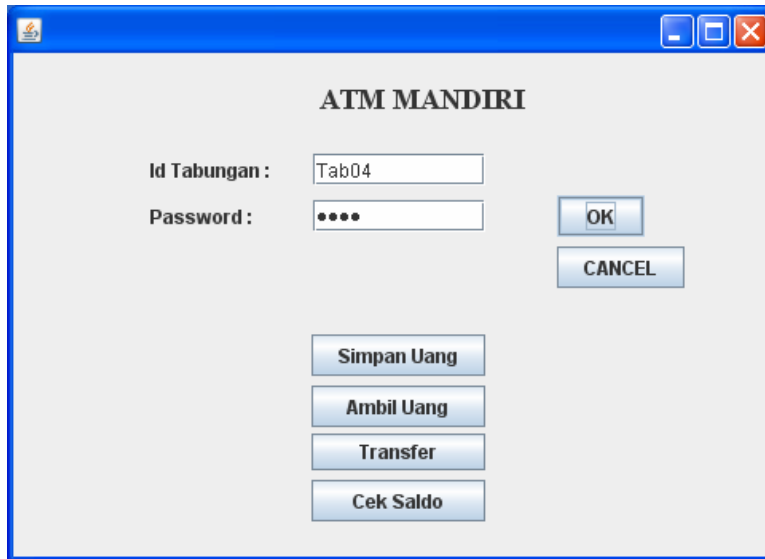 ATM MANDIRI
Id Tabungan : Tab04
Password : ●●●●
OK
CANCEL
Simpan Uang
Ambil Uang
Transfer
Cek Saldo